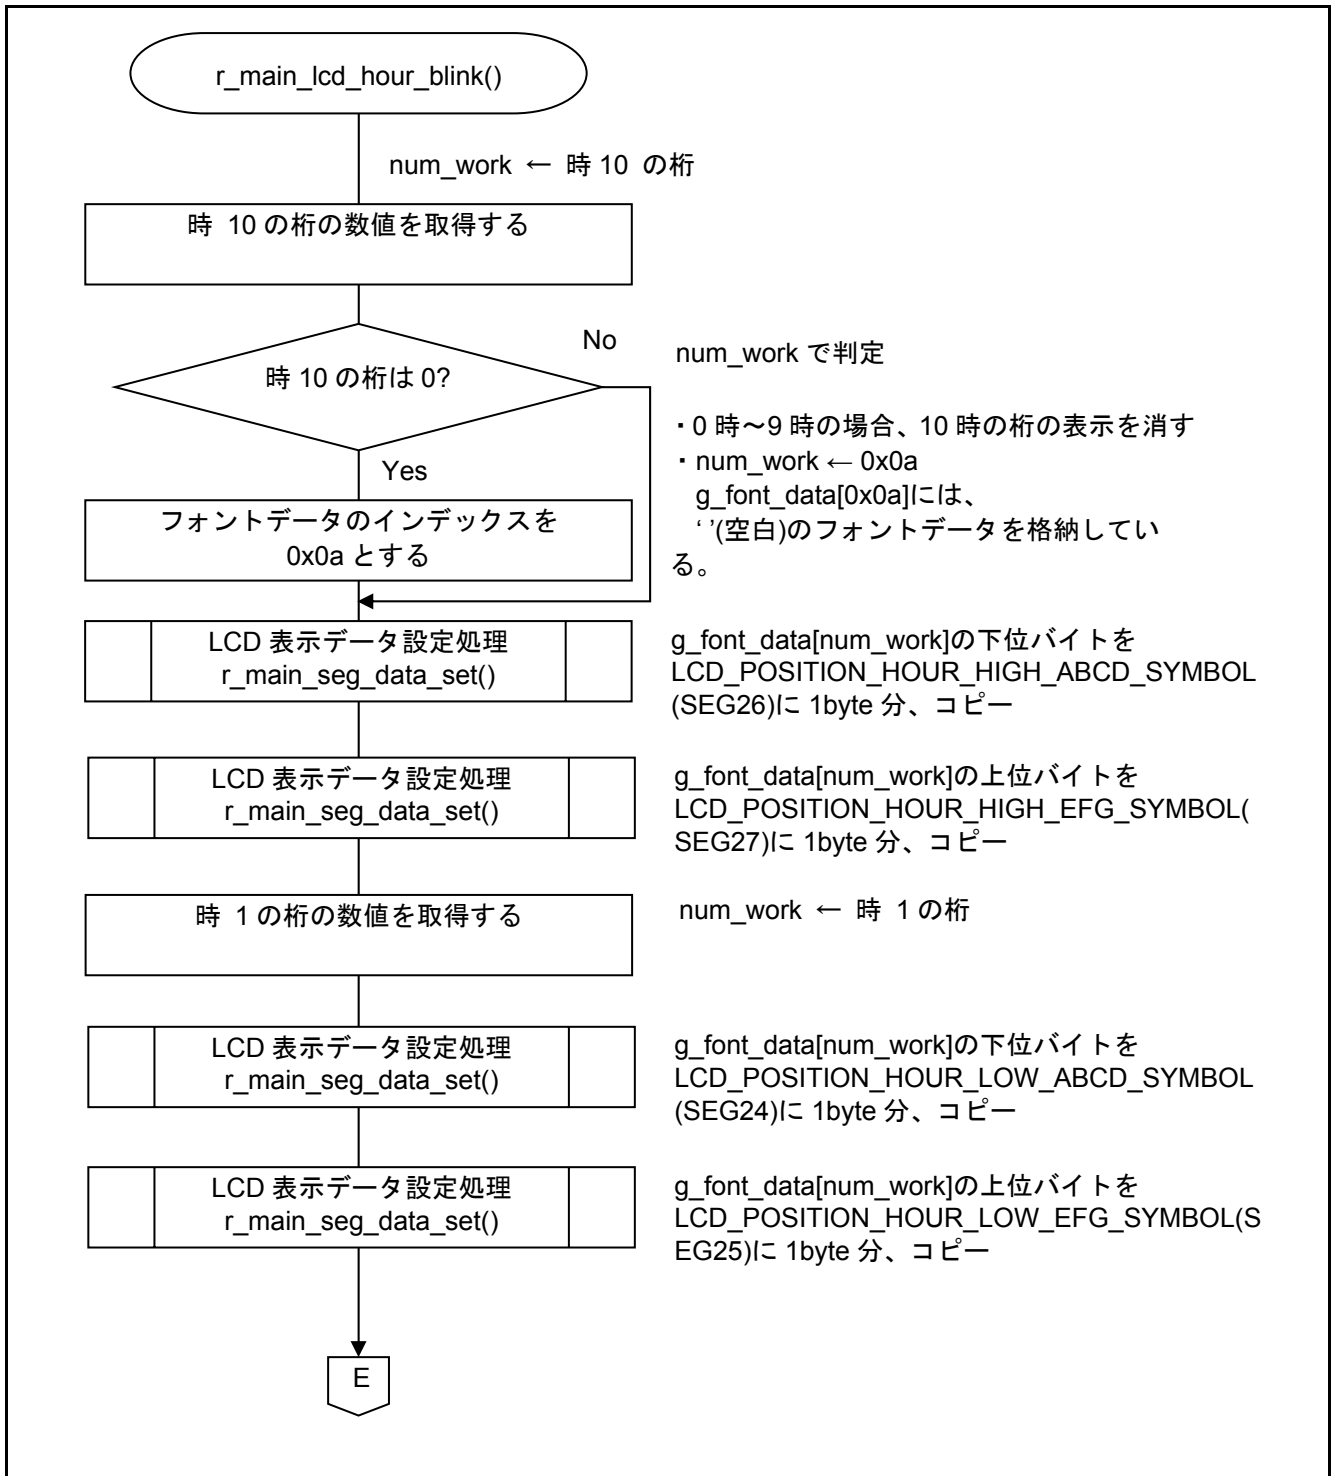 r_main_lcd_hour_blink()
num_work ← 時 10 の桁
時 10 の桁の数値を取得する
No
num_work で判定
時 10 の桁は 0?
・0 時～9 時の場合、10 時の桁の表示を消す
・num_work ← 0x0a
Yes
g_font_data[0x0a]には、
フォントデータのインデックスを
0x0a とする
‘ ’(空白)のフォントデータを格納してい
る。
LCD 表示データ設定処理
r_main_seg_data_set()
g_font_data[num_work]の下位バイトを
LCD_POSITION_HOUR_HIGH_ABCD_SYMBOL
(SEG26)に 1byte 分、コピー
LCD 表示データ設定処理
r_main_seg_data_set()
g_font_data[num_work]の上位バイトを
LCD_POSITION_HOUR_HIGH_EFG_SYMBOL(
SEG27)に 1byte 分、コピー
時 1 の桁の数値を取得する
num_work ← 時 1 の桁
LCD 表示データ設定処理
r_main_seg_data_set()
g_font_data[num_work]の下位バイトを
LCD_POSITION_HOUR_LOW_ABCD_SYMBOL
(SEG24)に 1byte 分、コピー
LCD 表示データ設定処理
r_main_seg_data_set()
g_font_data[num_work]の上位バイトを
LCD_POSITION_HOUR_LOW_EFG_SYMBOL(S
EG25)に 1byte 分、コピー
E